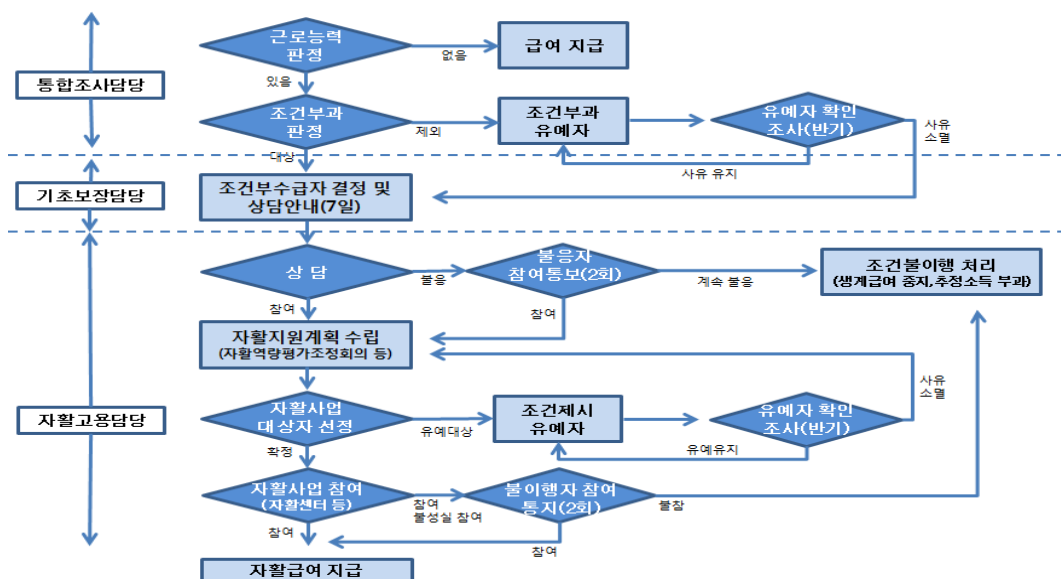 근로능력
판정
없음
급여 지급
있음
통합조사담당
조건부과
판정
제외
조건부과
유예자
유예자 확인
조사(반기)
사유
소멸
대상
사유 유지
기초보장담당
조건부수급자 결정 및
상담안내(7일)
상 담
불응
불응자
참여통보(2회)
계속 불응
조건불이행 처리
(생계급여 중지,추정소득 부과)
참여
참여
자활지원계획 수립
(자활역량평가조정회의 등)
사유
소멸
자활고용담당
자활사업
대상자 선정
유예대상
조건제시
유예자
유예자 확인
조사(반기)
확정
유예유지
자활사업 참여
(자활센터 등)
참여
불성실 참여
불이행자 참여
통지(2회)
불참
참여
참여
자활급여 지급